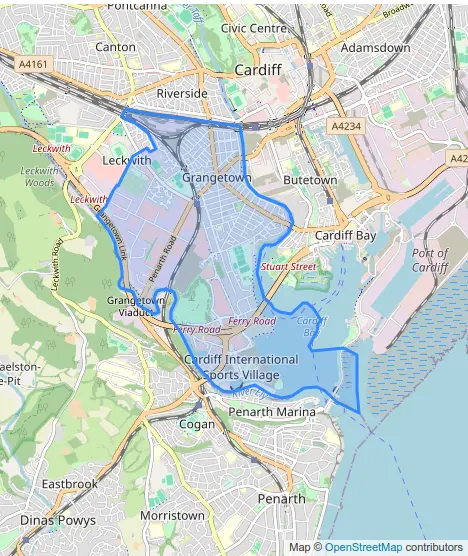 Pontcanna
Civic Centre
Broadway
Canton
Adamsdown
A4161
Cardiff
Riverside
A4234
Leckwith
Leckwith
Leckwith
Woods
Grangetown
Butetown
A42
Leckwith
Grangetown Link
Cardiff Bay
Penarth Road
Leckwith Road
Stuart Street
Port of
Cardiff
Grangetown
Viaduct
Ferry Road
Ferry Road
Cardiff
Bay
Cardiff International
Sports Village
aelston-
e-Pit
River Ely
Penarth Marina
Cogan
Eastbrook
Penarth
Morristown
Dinas Powys
Map © OpenStreetMap contributors